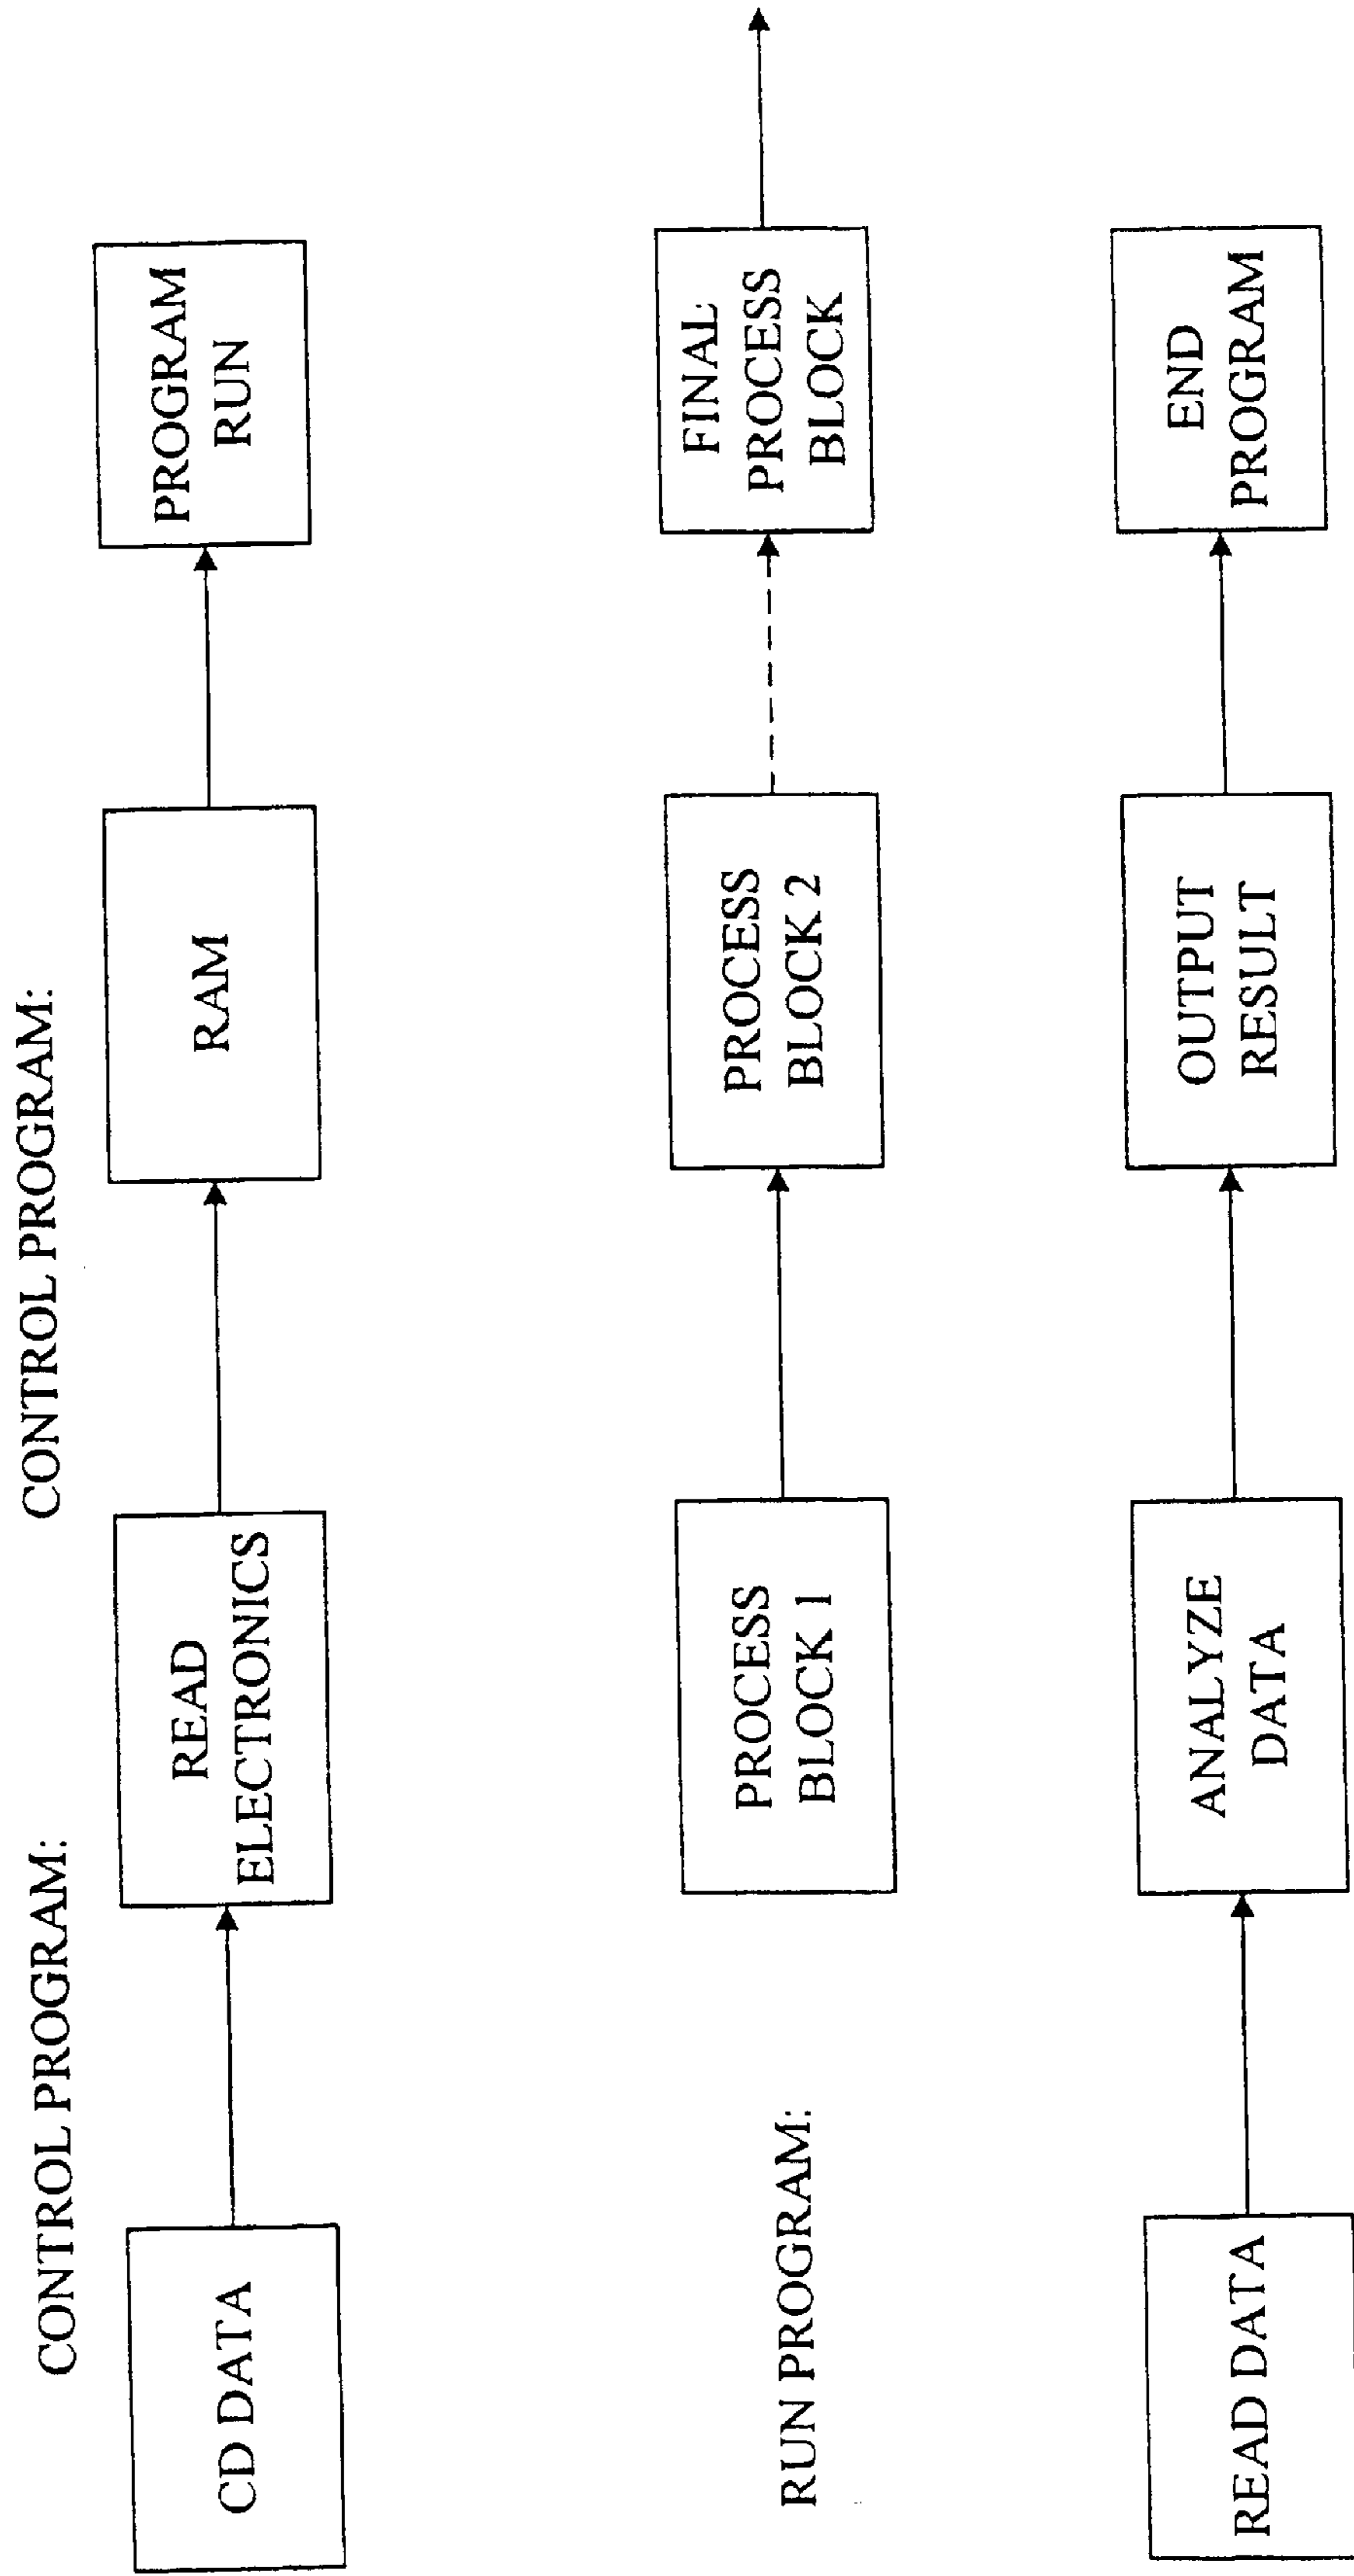 CONTROL PROGRAM:
CONTROL PROGRAM:
CD DATA
READ
ELECTRONICS
RAM
PROGRAM
RUN
RUN PROGRAM:
PROCESS
BLOCK 1
PROCESS
BLOCK 2
FINAL
PROCESS
BLOCK
READ DATA
ANALYZE
DATA
OUTPUT
RESULT
END
PROGRAM